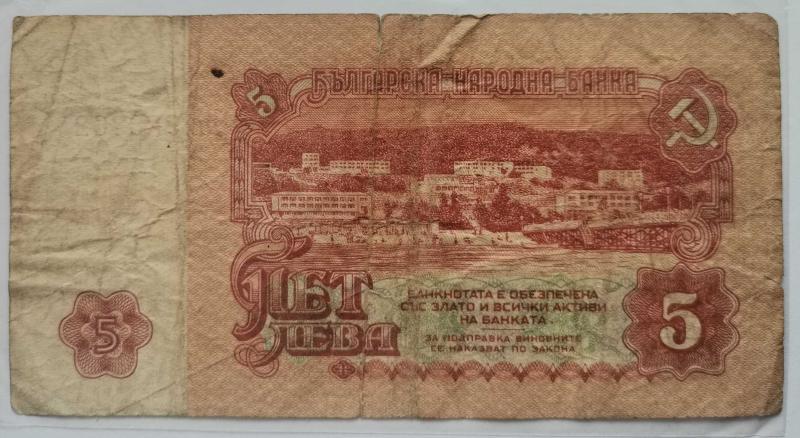 БЪЛГАРСКА НАРОДНА БАНКА
5
ПЕТ
ЛЕВА
БАНКНОТАТА Е ОБЕЗПЕЧЕНА
СЪС ЗЛАТО И ВСИЧКИ АКТИВИ
НА БАНКАТА
ЗА ПОДПРАВКА ВИНОВНИТЕ
СЕ НАКАЗВАТ ПО ЗАКОНА
5
5